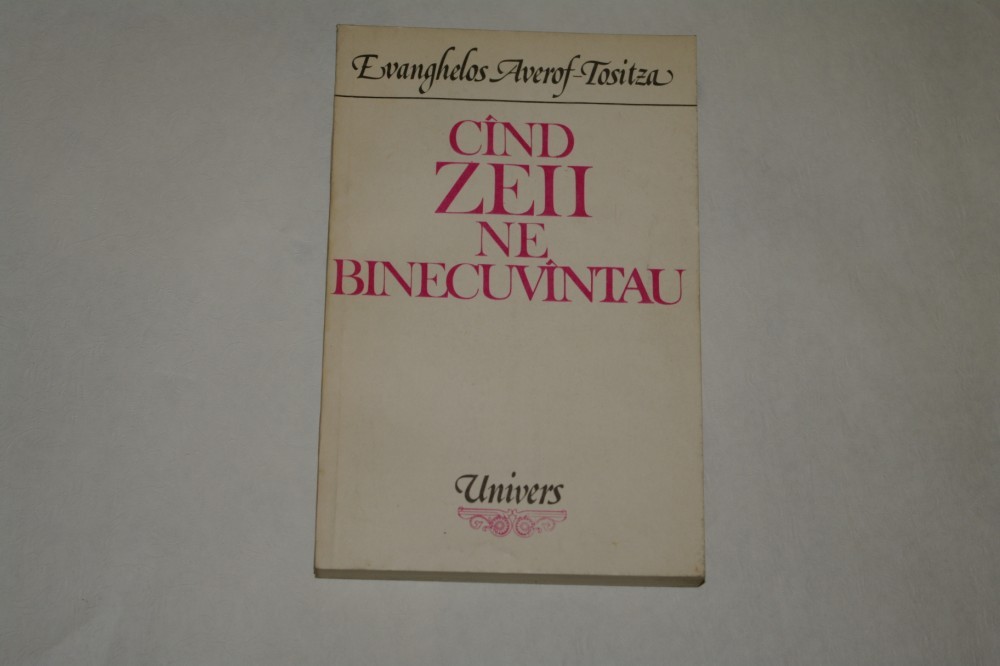 Evanghelos Averof-Tositza
CÎND
ZEII
NE
BINECUVÎNTAU
Univers